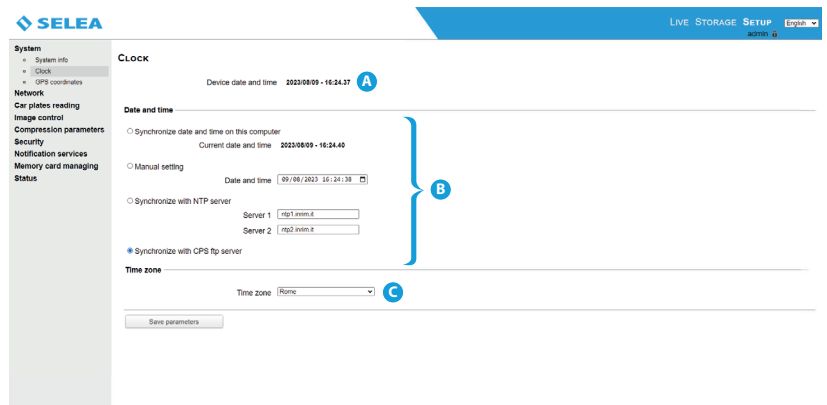 SELEA
LIVE STORAGE SETUP English
admin
System
System info
Clock
GPS coordinates
Network
Car plates reading
Image control
Compression parameters
Security
Notification services
Memory card managing
Status
CLOCK
Device date and time 2023/08/09 - 16:24.37 A
Date and time
Synchronize date and time on this computer
Current date and time 2023/08/09 - 16:24.40
Manual setting
Date and time 09/08/2023 16:24:38
B
Synchronize with NTP server
Server 1 ntp1.inrim.it
Server 2 ntp2.inrim.it
Synchronize with CPS ftp server
Time zone
Time zone Rome C
Save parameters